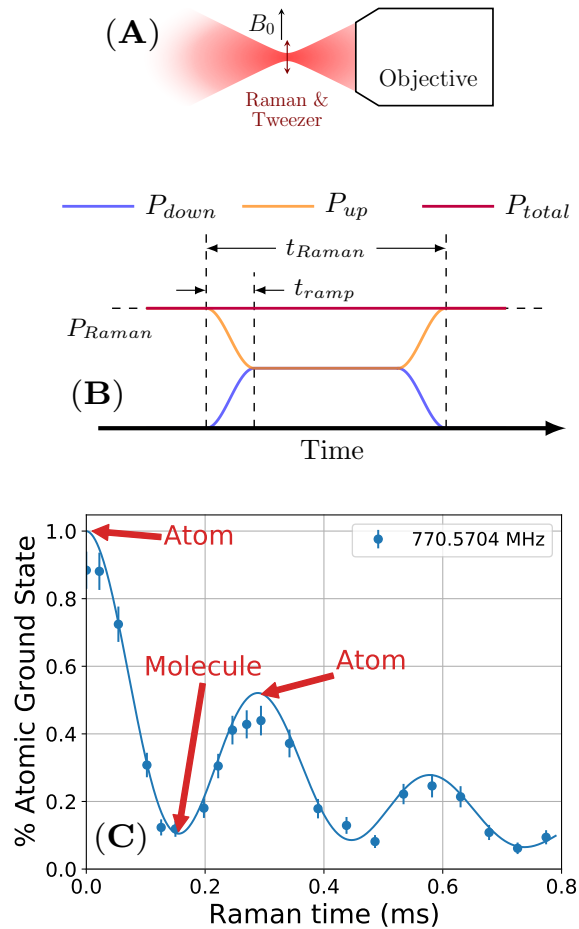 (A)
B0
Objective
Raman &
Tweezer
Pdown Pup Ptotal
tRaman
tramp
PRaman
(B)
Time
1.0
0.8
0.6
0.4
0.2
0.0
% Atomic Ground State
Atom
770.5704 MHz
Molecule
Atom
(C)
0.0 0.2 0.4 0.6 0.8
Raman time (ms)